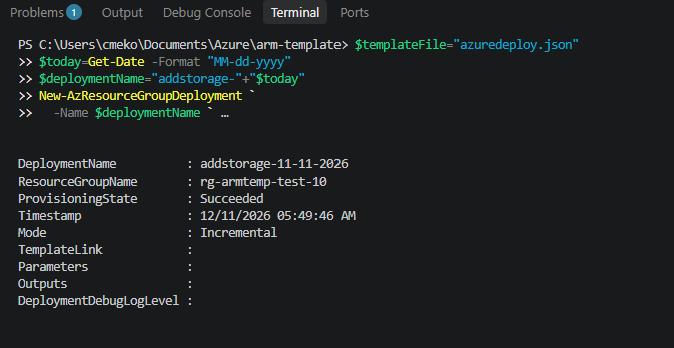 Problems 1 Output Debug Console Terminal Ports
PS C:\Users\cmeko\Documents\Azure\arm-template> $templateFile="azuredeploy.json"
>> $today=Get-Date -Format "MM-dd-yyyy"
>> $deploymentName="addstorage-"+"$today"
>> New-AzResourceGroupDeployment `
>>   -Name $deploymentName ` …
DeploymentName          : addstorage-11-11-2026
ResourceGroupName       : rg-armtemp-test-10
ProvisioningState       : Succeeded
Timestamp               : 12/11/2026 05:49:46 AM
Mode                    : Incremental
TemplateLink            :
Parameters              :
Outputs                 :
DeploymentDebugLogLevel :